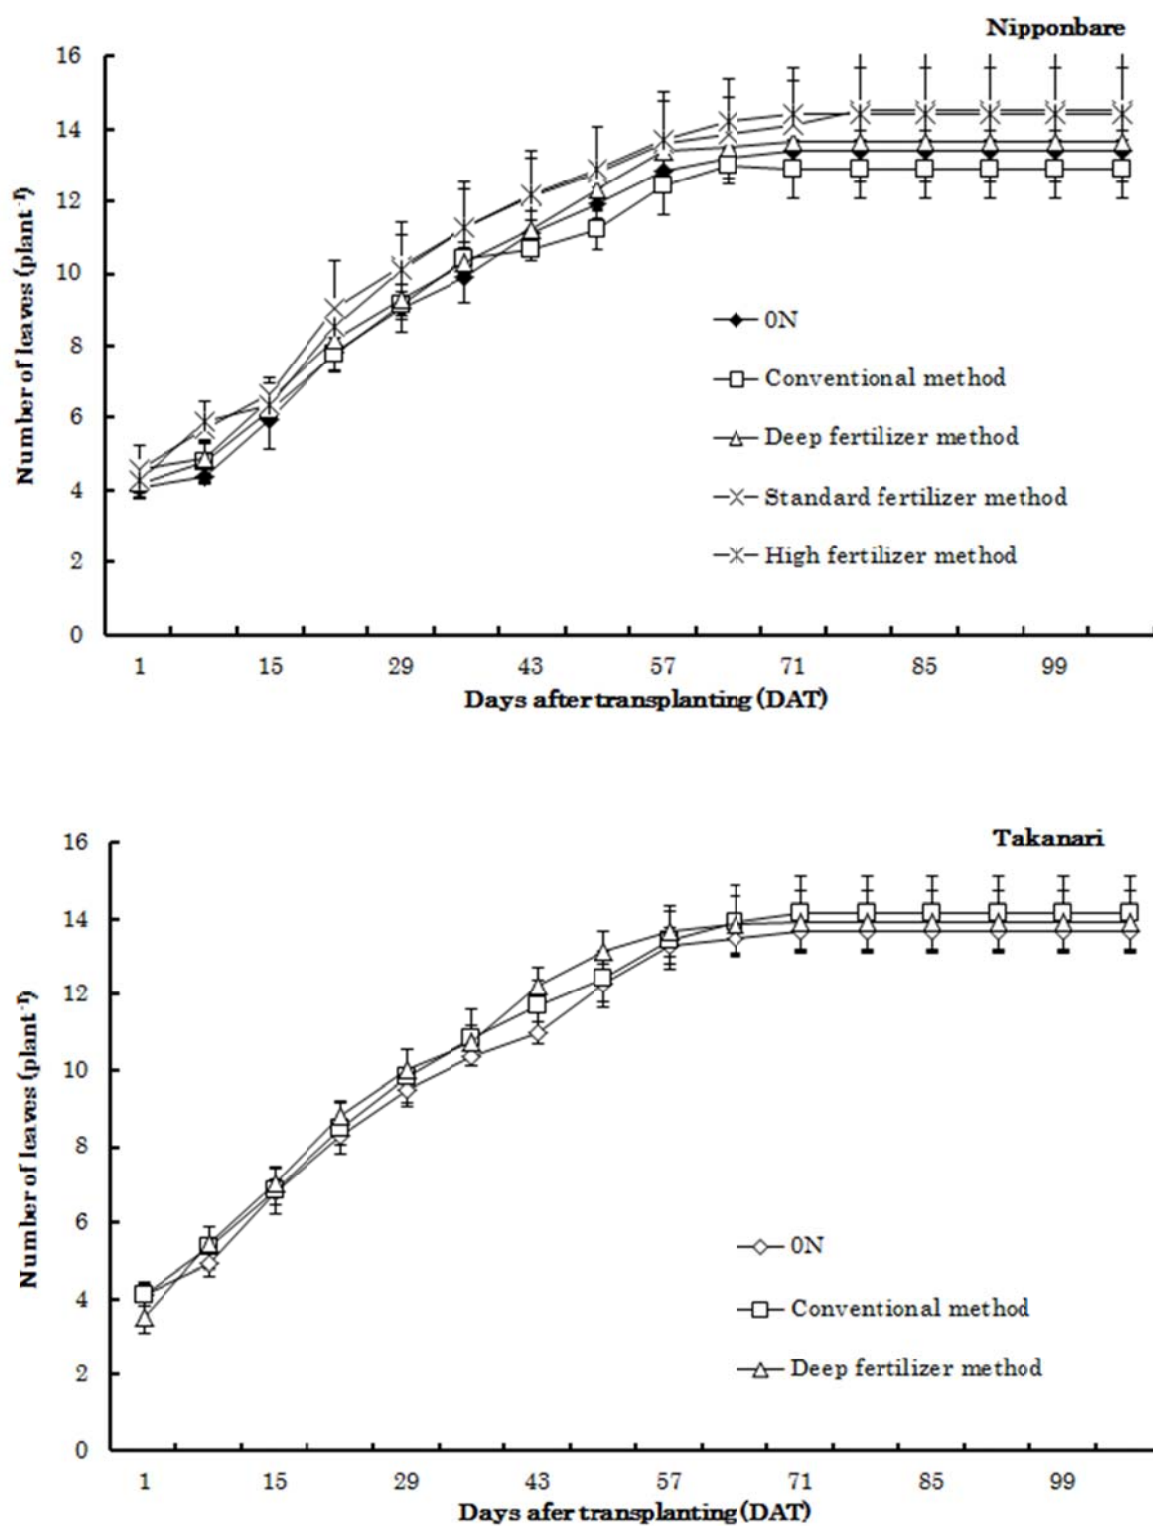 Nipponbare
16
14
12
10
8
6
4
2
0
Number of leaves (plant⁻¹)
0N
Conventional method
Deep fertilizer method
Standard fertilizer method
High fertilizer method
1 15 29 43 57 71 85 99
Days after transplanting (DAT)
Takanari
16
14
12
10
8
6
4
2
0
Number of leaves (plant⁻¹)
0N
Conventional method
Deep fertilizer method
1 15 29 43 57 71 85 99
Days afer transplanting (DAT)